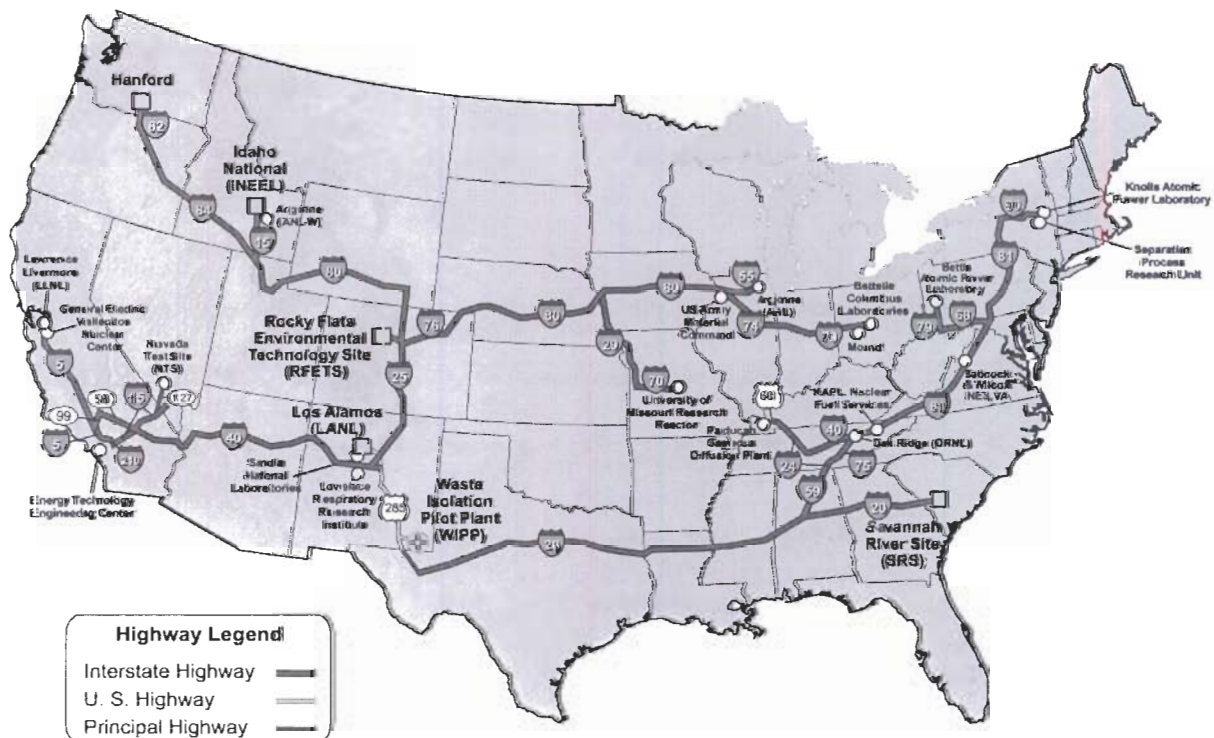 Hanford
82
Idaho
National
(INEEL)
Argonne
(ANL-W)
84
15
80
Lawrence
Livermore
(LLNL)
General Electric
Vallecitos
Nuclear
Center
Nevada
Test Site
(NTS)
5
58
15
127
99
5
210
Energy Technology
Engineering Center
40
Rocky Flats
Environmental
Technology Site
(RFETS)
76
25
Los Alamos
(LANL)
Sandia
National
Laboratories
Lovelace
Respiratory
Research
Institute
285
Waste
Isolation
Pilot Plant
(WIPP)
20
80
29
70
University of
Missouri Research
Reactor
80
55
Argonne
(ANL)
US Army
Material
Command
74
Battelle
Columbus
Laboratories
Mound
Bettis
Atomic Power
Laboratory
79
68
81
Knolls Atomic
Power Laboratory
Separation
Process
Research Unit
Babcock
& Wilcox
NES, VA
81
KAPL Nuclear
Fuel Services
68
Paducah
Gaseous
Diffusion Plant
40
Oak Ridge (ORNL)
24
75
59
20
Savannah
River Site
(SRS)
Highway Legend
Interstate Highway
U. S. Highway
Principal Highway